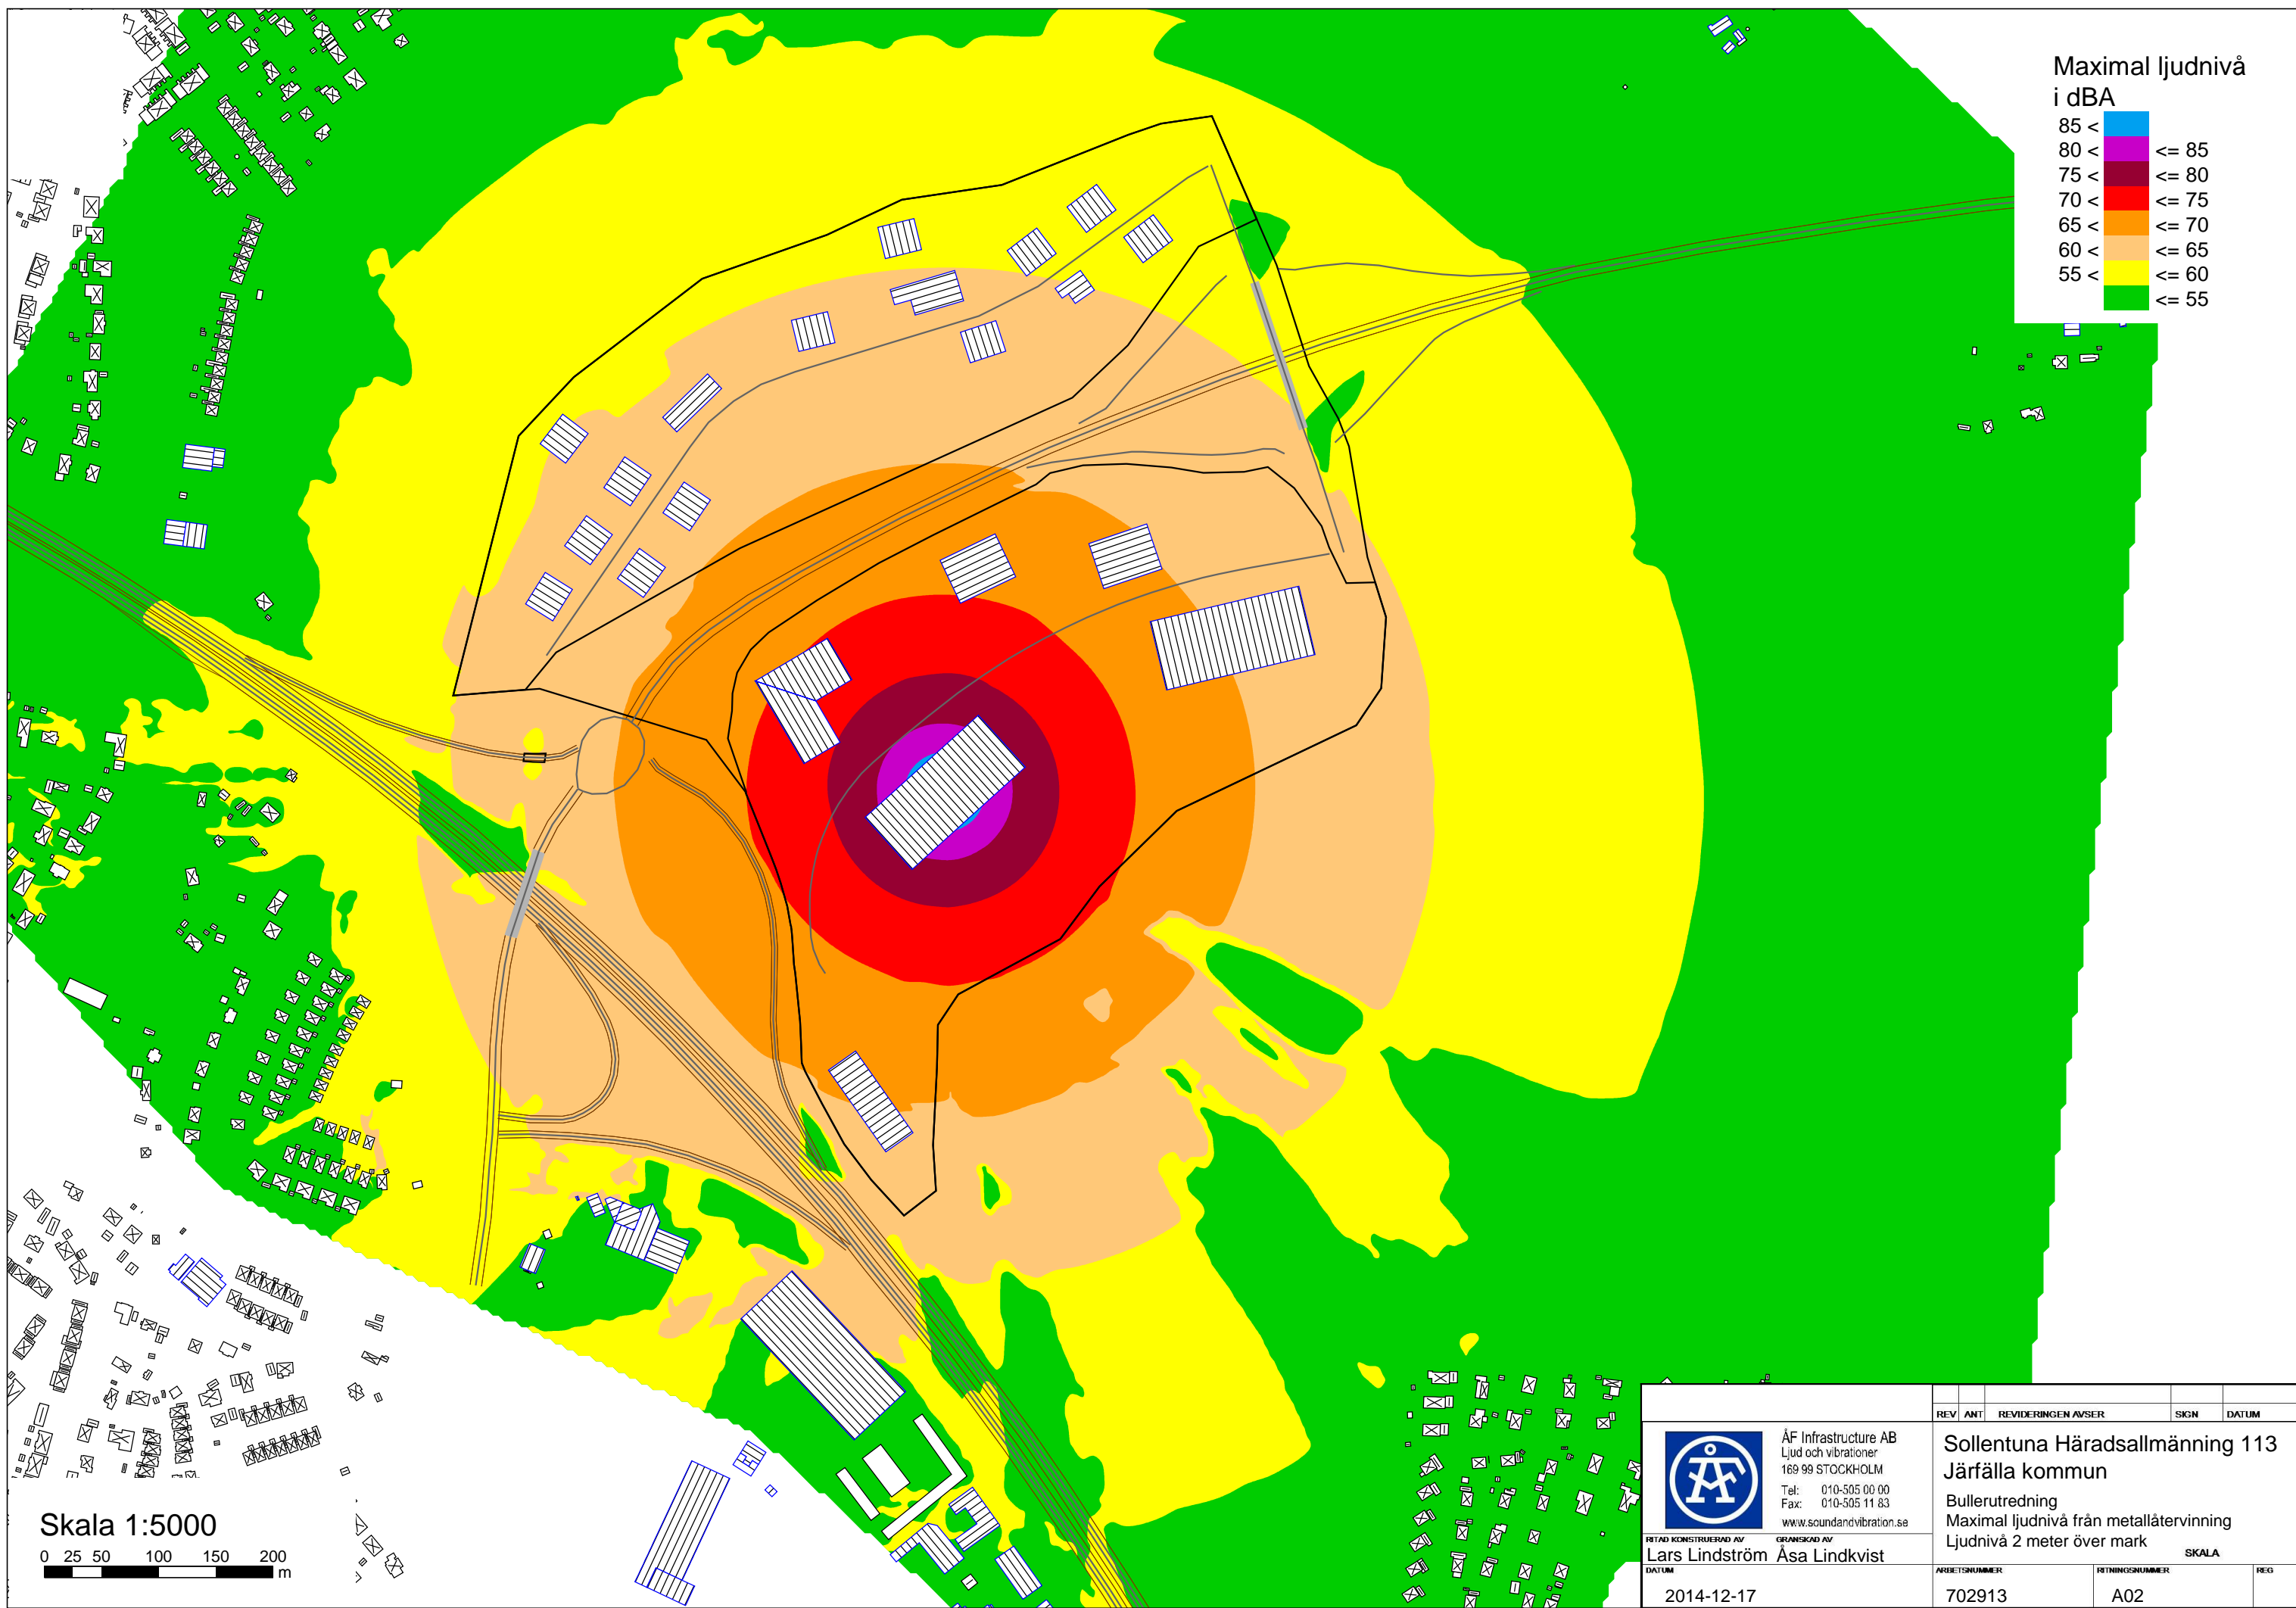 Maximal ljudnivå
i dBA
85 <
80 < <= 85
75 < <= 80
70 < <= 75
65 < <= 70
60 < <= 65
55 < <= 60
<= 55
Skala 1:5000
0 25 50 100 150 200
m
REV ANT REVIDERINGEN AVSER SIGN DATUM
ÅF
ÅF Infrastructure AB
Ljud och vibrationer
169 99 STOCKHOLM
Tel: 010-505 00 00
Fax: 010-505 11 83
www.soundandvibration.se
Sollentuna Häradsallmänning 113
Järfälla kommun
Bullerutredning
Maximal ljudnivå från metallåtervinning
Ljudnivå 2 meter över mark
SKALA
RITAD KONSTRUERAD AV GRANSKAD AV
Lars Lindström Åsa Lindkvist
DATUM
2014-12-17
ARBETSNUMMER RITNINGSNUMMER REG
702913 A02